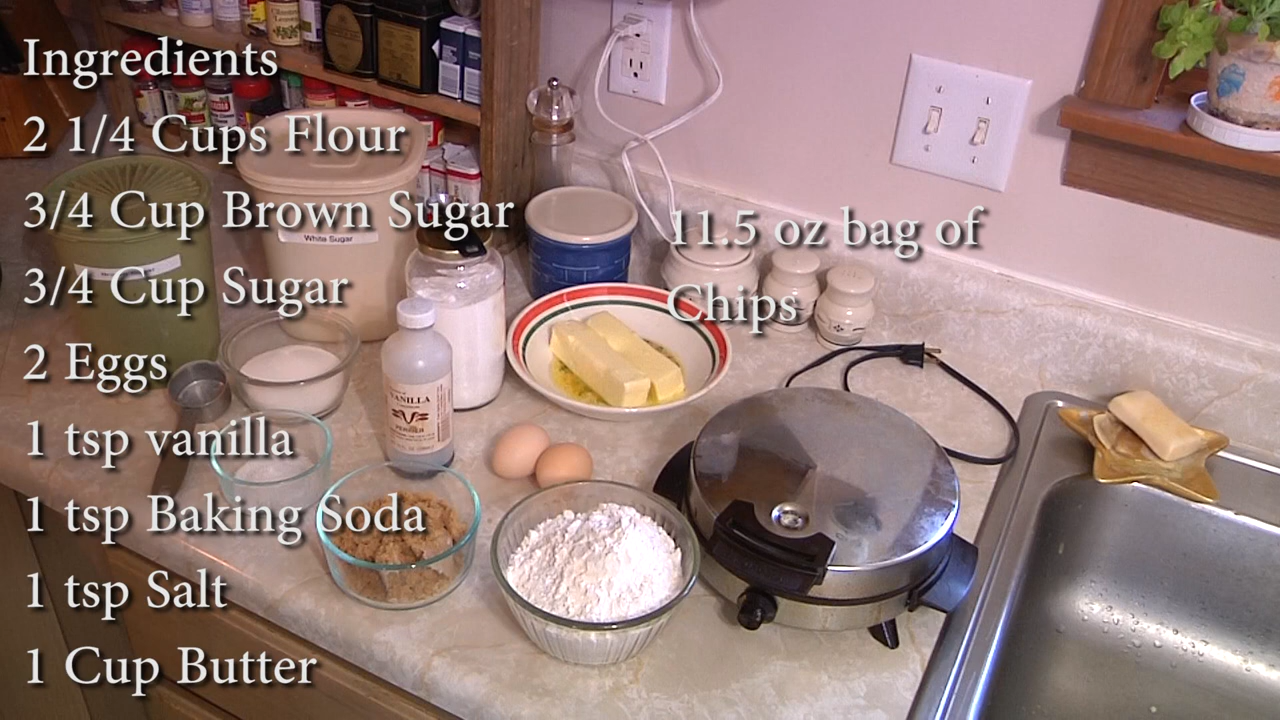 Ingredients
2 1/4 Cups Flour
3/4 Cup Brown Sugar
3/4 Cup Sugar
2 Eggs
1 tsp vanilla
1 tsp Baking Soda
1 tsp Salt
1 Cup Butter
11.5 oz bag of
Chips
White Sugar
VANILLA